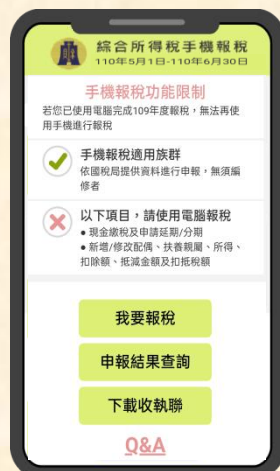 綜合所得稅手機報稅
110年5月1日-110年6月30日
手機報稅功能限制
若您已使用電腦完成109年度報稅，無法再使
用手機進行報稅
手機報稅適用族群
依國稅局提供資料進行申報，無須編
修者
以下項目，請使用電腦報稅
● 現金繳稅及申請延期/分期
● 新增/修改配偶、扶養親屬、所得、
扣除額、抵減金額及扣抵稅額
我要報稅
申報結果查詢
下載收執聯
Q&A